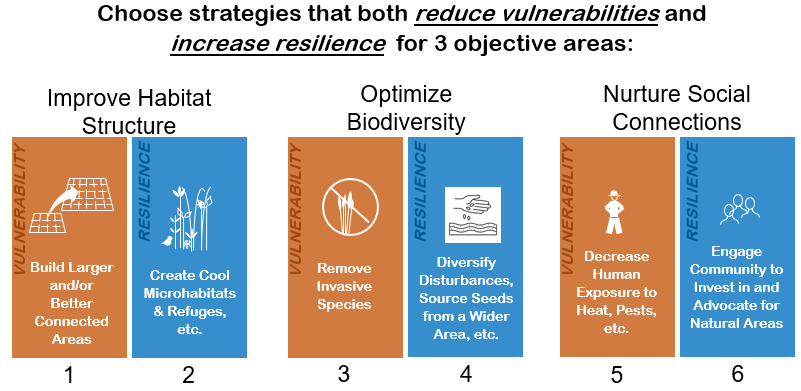 Choose strategies that both reduce vulnerabilities and
increase resilience for 3 objective areas:
Improve Habitat
Structure
VULNERABILITY
Build Larger
and/or
Better
Connected
Areas
1
RESILIENCE
Create Cool
Microhabitats
& Refuges,
etc.
2
Optimize
Biodiversity
VULNERABILITY
Remove
Invasive
Species
3
RESILIENCE
Diversify
Disturbances,
Source Seeds
from a Wider
Area, etc.
4
Nurture Social
Connections
VULNERABILITY
Decrease
Human
Exposure to
Heat, Pests,
etc.
5
RESILIENCE
Engage
Community to
Invest in and
Advocate for
Natural Areas
6